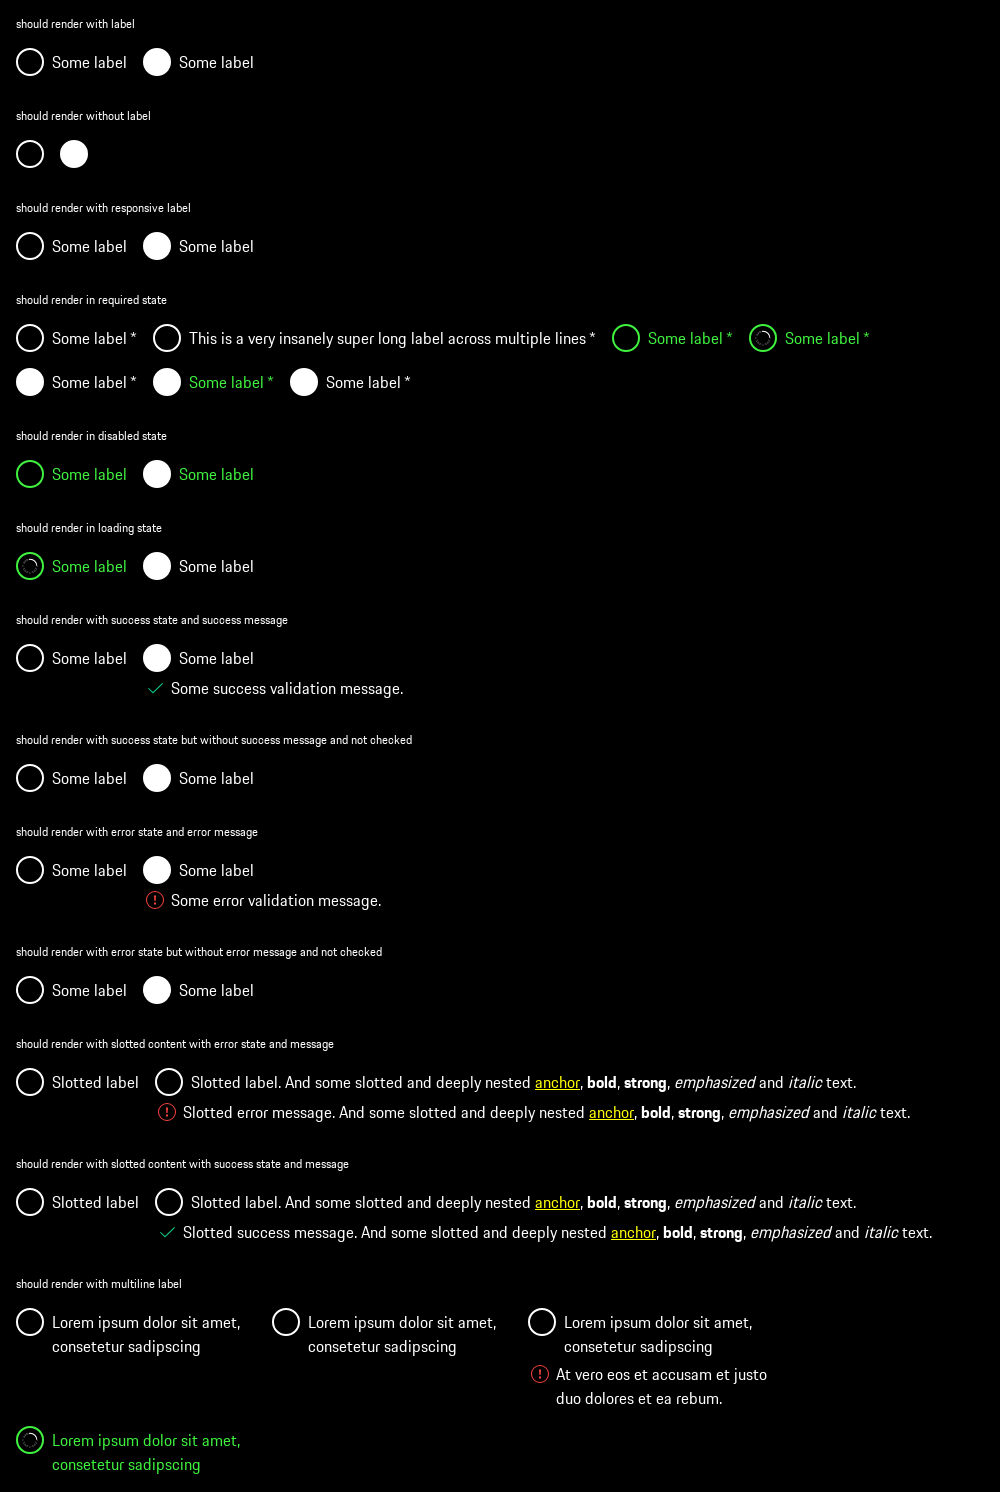 should render with label
Some label Some label
should render without label
should render with responsive label
Some label Some label
should render in required state
Some label * This is a very insanely super long label across multiple lines * Some label * Some label *
Some label * Some label * Some label *
should render in disabled state
Some label Some label
should render in loading state
Some label Some label
should render with success state and success message
Some label Some label
Some success validation message.
should render with success state but without success message and not checked
Some label Some label
should render with error state and error message
Some label Some label
Some error validation message.
should render with error state but without error message and not checked
Some label Some label
should render with slotted content with error state and message
Slotted label Slotted label. And some slotted and deeply nested anchor, bold, strong, emphasized and italic text.
Slotted error message. And some slotted and deeply nested anchor, bold, strong, emphasized and italic text.
should render with slotted content with success state and message
Slotted label Slotted label. And some slotted and deeply nested anchor, bold, strong, emphasized and italic text.
Slotted success message. And some slotted and deeply nested anchor, bold, strong, emphasized and italic text.
should render with multiline label
Lorem ipsum dolor sit amet,
consetetur sadipscing
Lorem ipsum dolor sit amet,
consetetur sadipscing
Lorem ipsum dolor sit amet,
consetetur sadipscing
At vero eos et accusam et justo
duo dolores et ea rebum.
Lorem ipsum dolor sit amet,
consetetur sadipscing